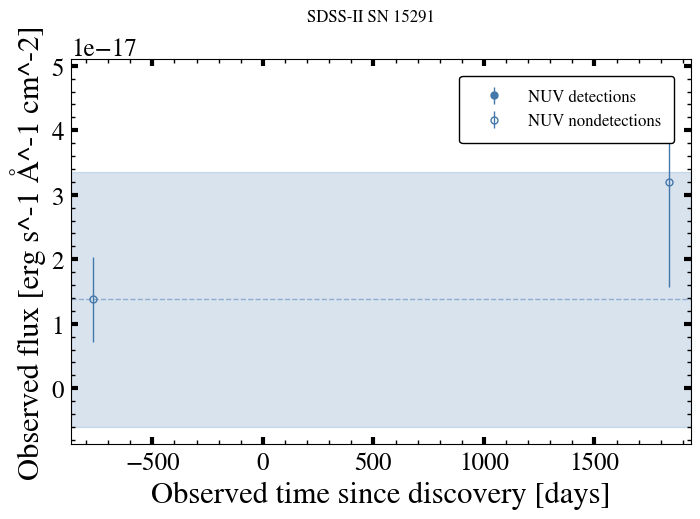 SDSS-II SN 15291
1e−17
Observed flux [erg s^-1 Å^-1 cm^-2]
5
4
3
2
1
0
NUV detections
NUV nondetections
−500 0 500 1000 1500
Observed time since discovery [days]